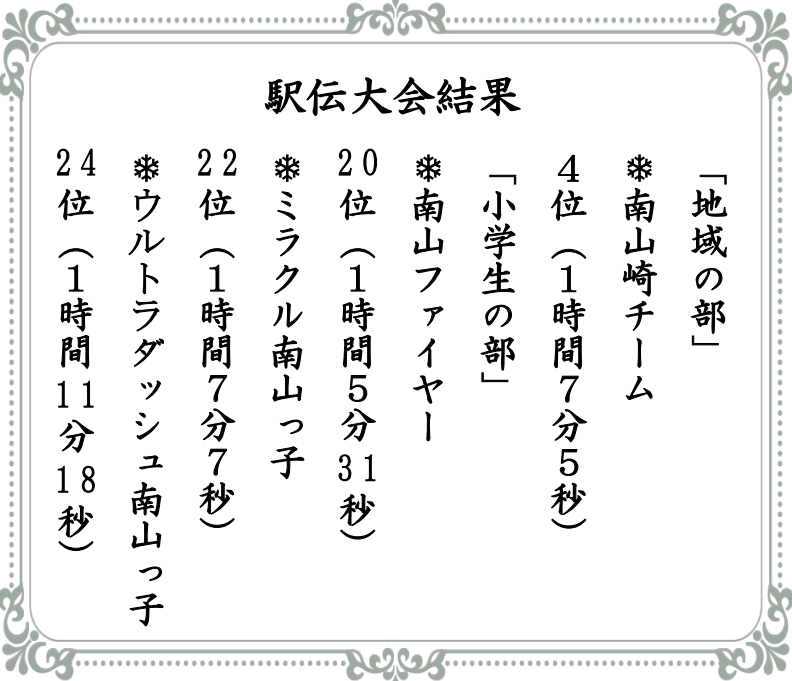 駅伝大会結果
「地域の部」
❄南山崎チーム
４位（１時間７分５秒）
「小学生の部」
❄南山ファイヤー
20位（１時間５分31秒）
❄ミラクル南山っ子
22位（１時間７分７秒）
❄ウルトラダッシュ南山っ子
24位（１時間11分18秒）